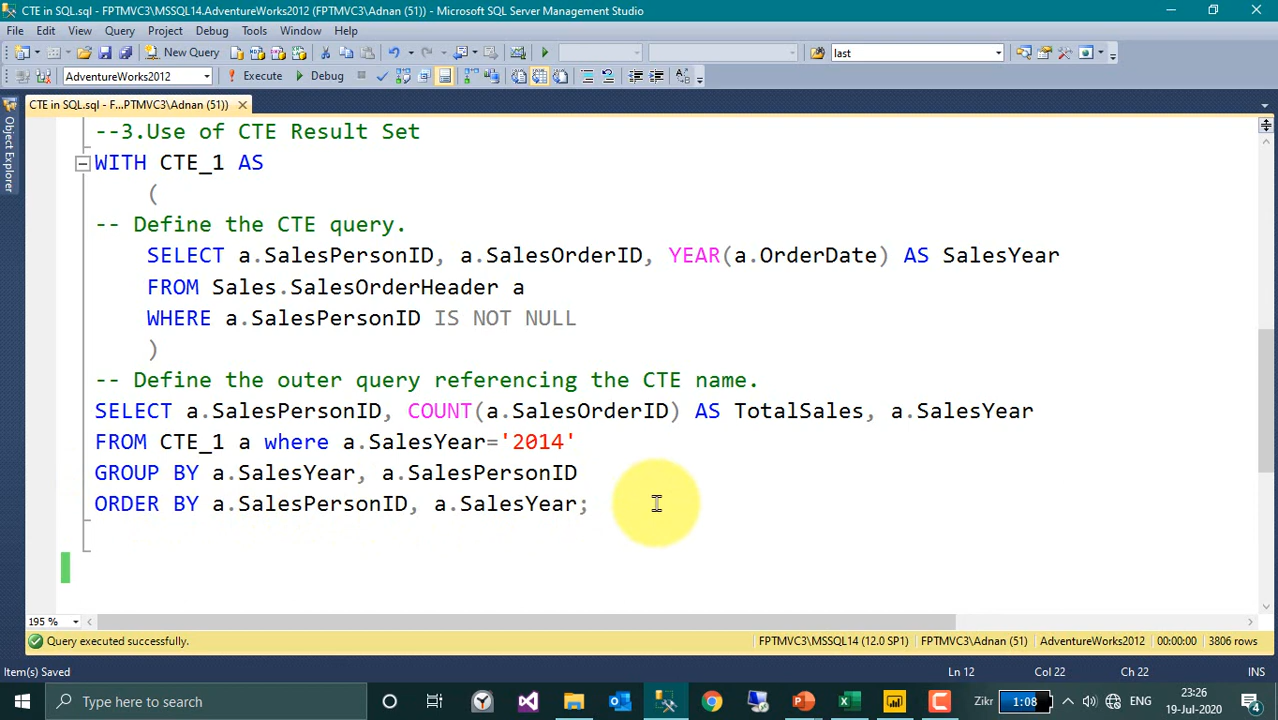 CTE in SQL.sql - FPTMVC3\MSSQL14.AdventureWorks2012 (FPTMVC3\Adnan (51)) - Microsoft SQL Server Management Studio
File Edit View Query Project Debug Tools Window Help
New Query last
AdventureWorks2012 Execute Debug
CTE in SQL.sql - F...PTMVC3\Adnan (51))
Object Explorer
--3.Use of CTE Result Set
WITH CTE_1 AS
(
-- Define the CTE query.
SELECT a.SalesPersonID, a.SalesOrderID, YEAR(a.OrderDate) AS SalesYear
FROM Sales.SalesOrderHeader a
WHERE a.SalesPersonID IS NOT NULL
)
-- Define the outer query referencing the CTE name.
SELECT a.SalesPersonID, COUNT(a.SalesOrderID) AS TotalSales, a.SalesYear
FROM CTE_1 a where a.SalesYear='2014'
GROUP BY a.SalesYear, a.SalesPersonID
ORDER BY a.SalesPersonID, a.SalesYear;
195 %
Query executed successfully. FPTMVC3\MSSQL14 (12.0 SP1) FPTMVC3\Adnan (51) AdventureWorks2012 00:00:00 3806 rows
Item(s) Saved Ln 12 Col 22 Ch 22 INS
Type here to search Zikr 1:08 ENG 23:26
19-Jul-2020 4